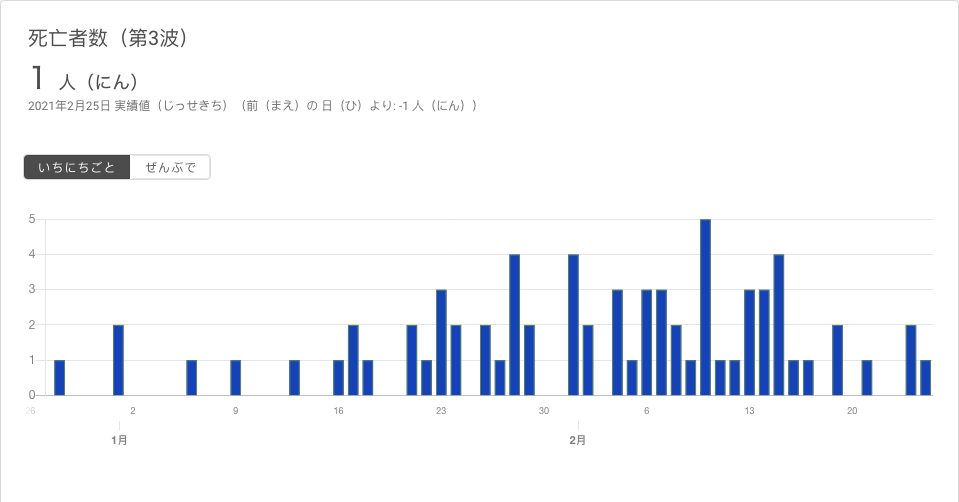 死亡者数（第3波）
1 人（にん）
2021年2月25日 実績値（じっせきち）（前（まえ）の 日（ひ）より: -1 人（にん））
いちにちごと ぜんぶで
5
4
3
2
1
0
26 2 9 16 23 30 6 13 20
1月 2月